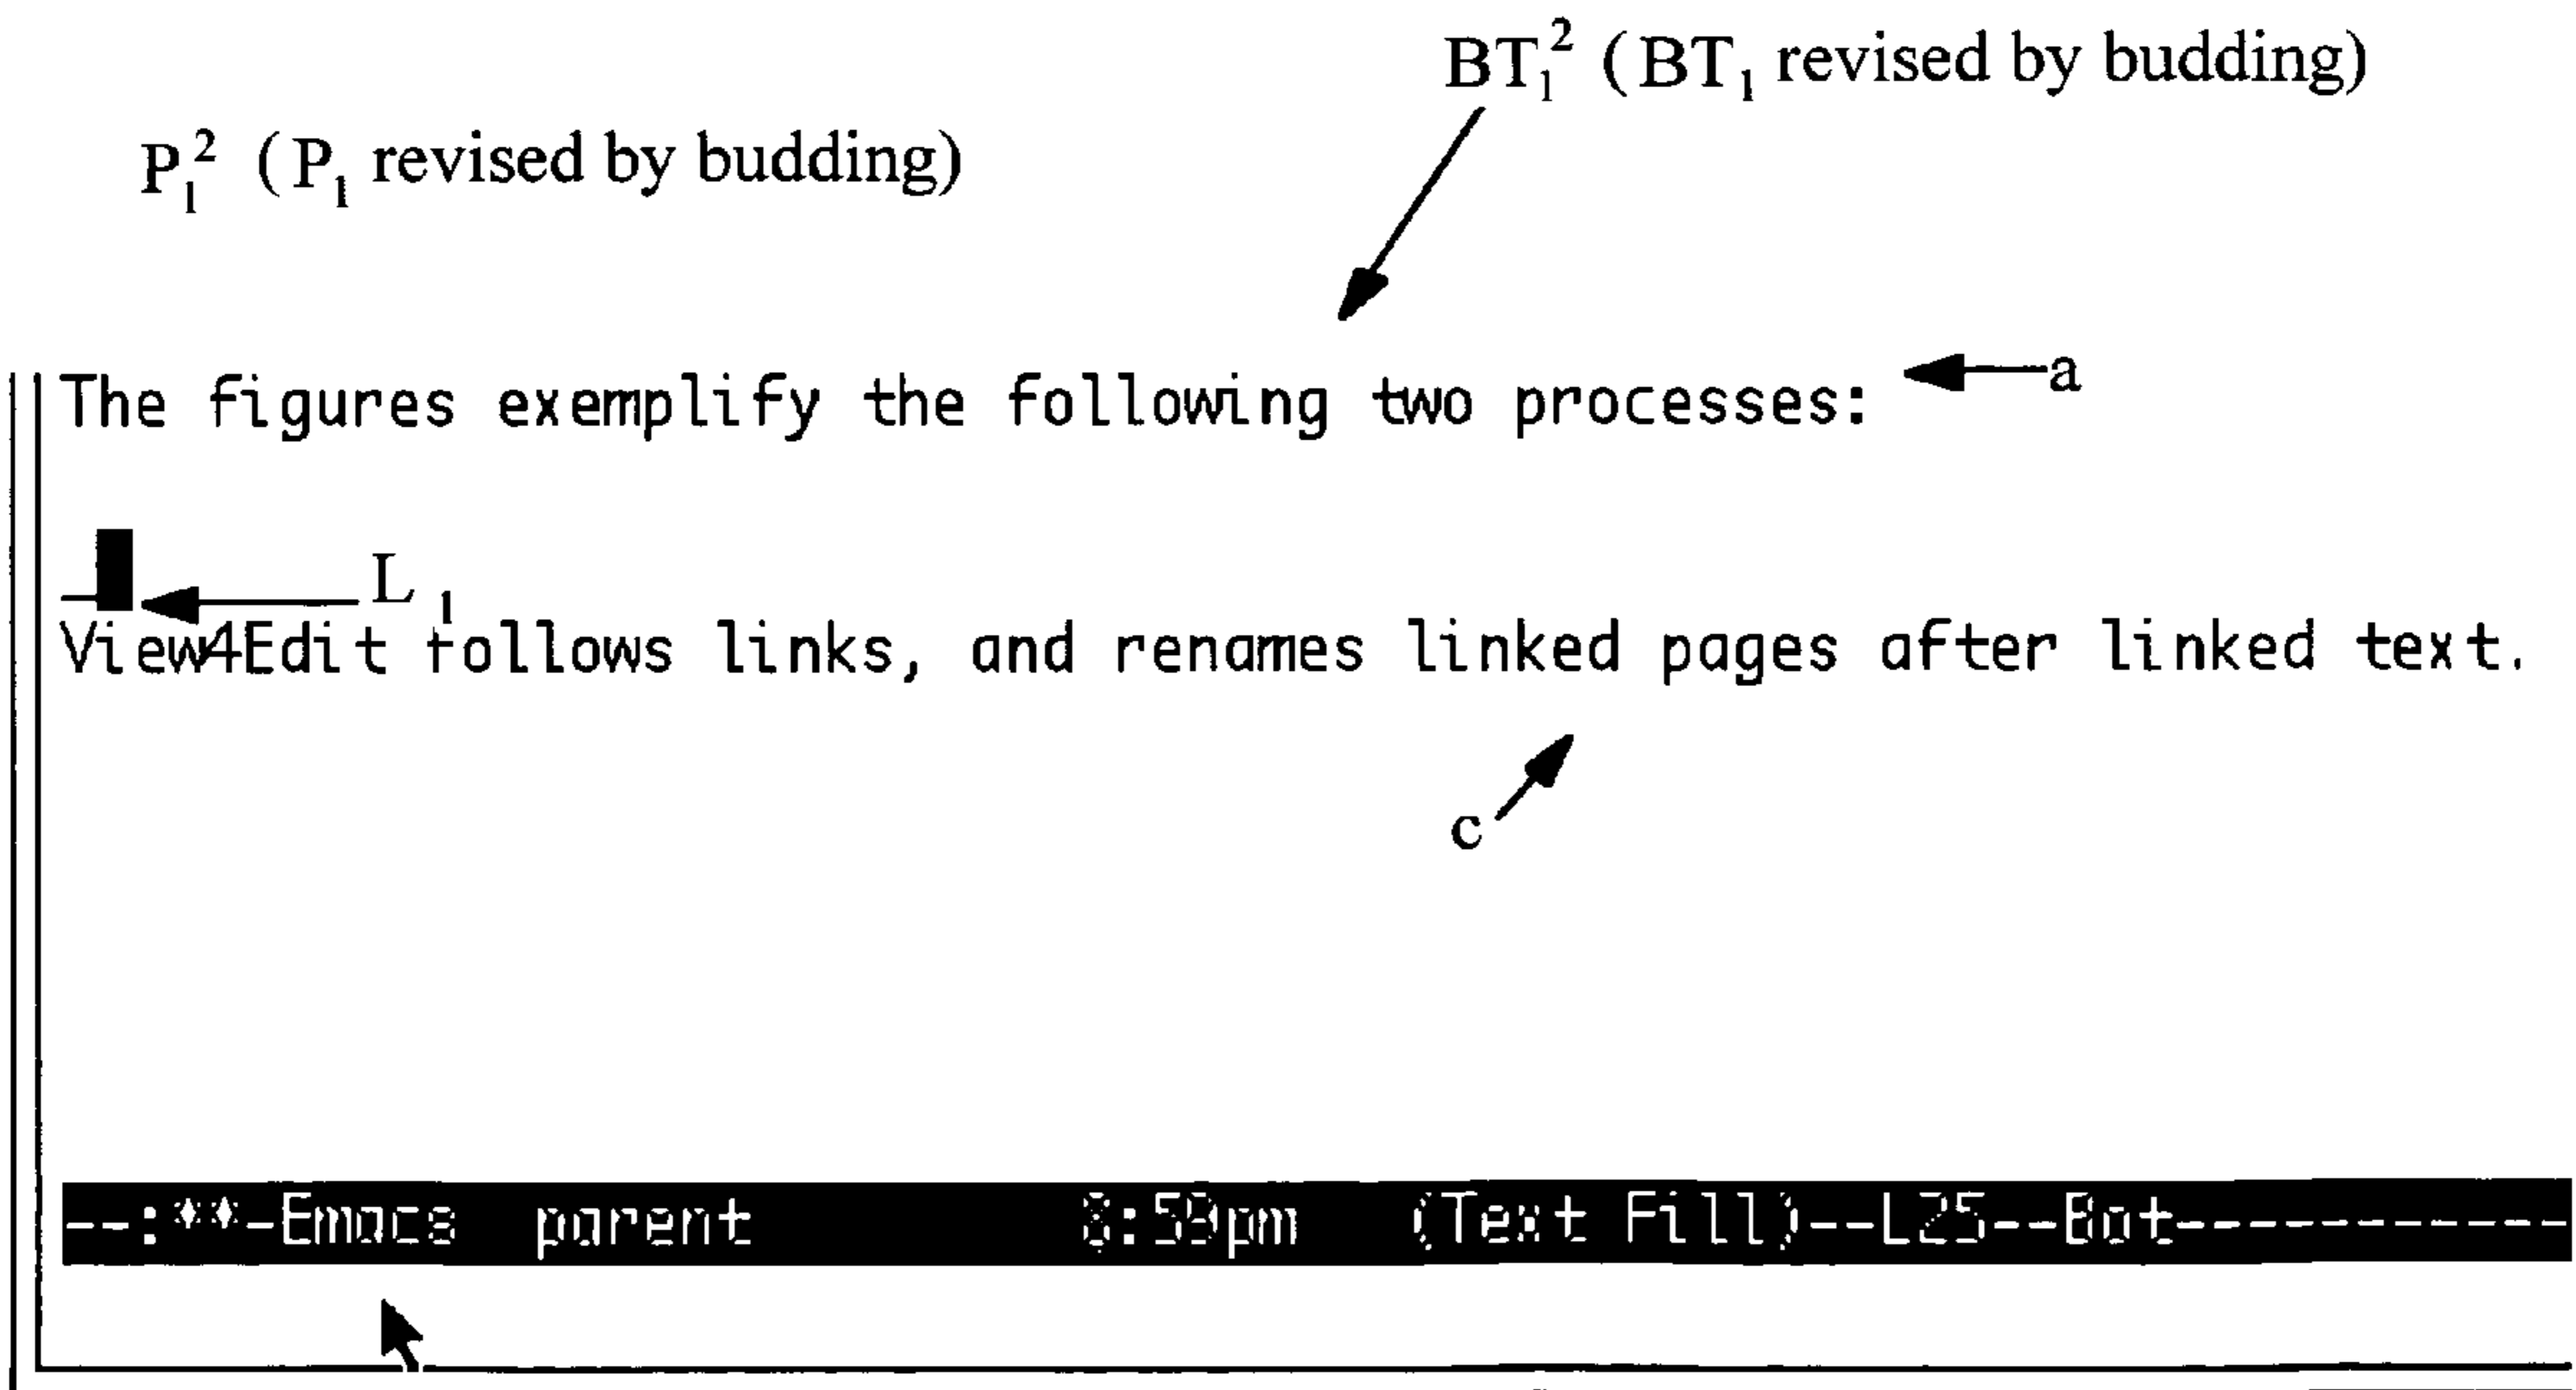 BT₁² (BT₁ revised by budding)
P₁² (P₁ revised by budding)
The figures exemplify the following two processes: a
_ L₁
View4Edit follows links, and renames linked pages after linked text.
c
--:**-Emacs parent 8:59pm (Text Fill)--L25--Bot-----------